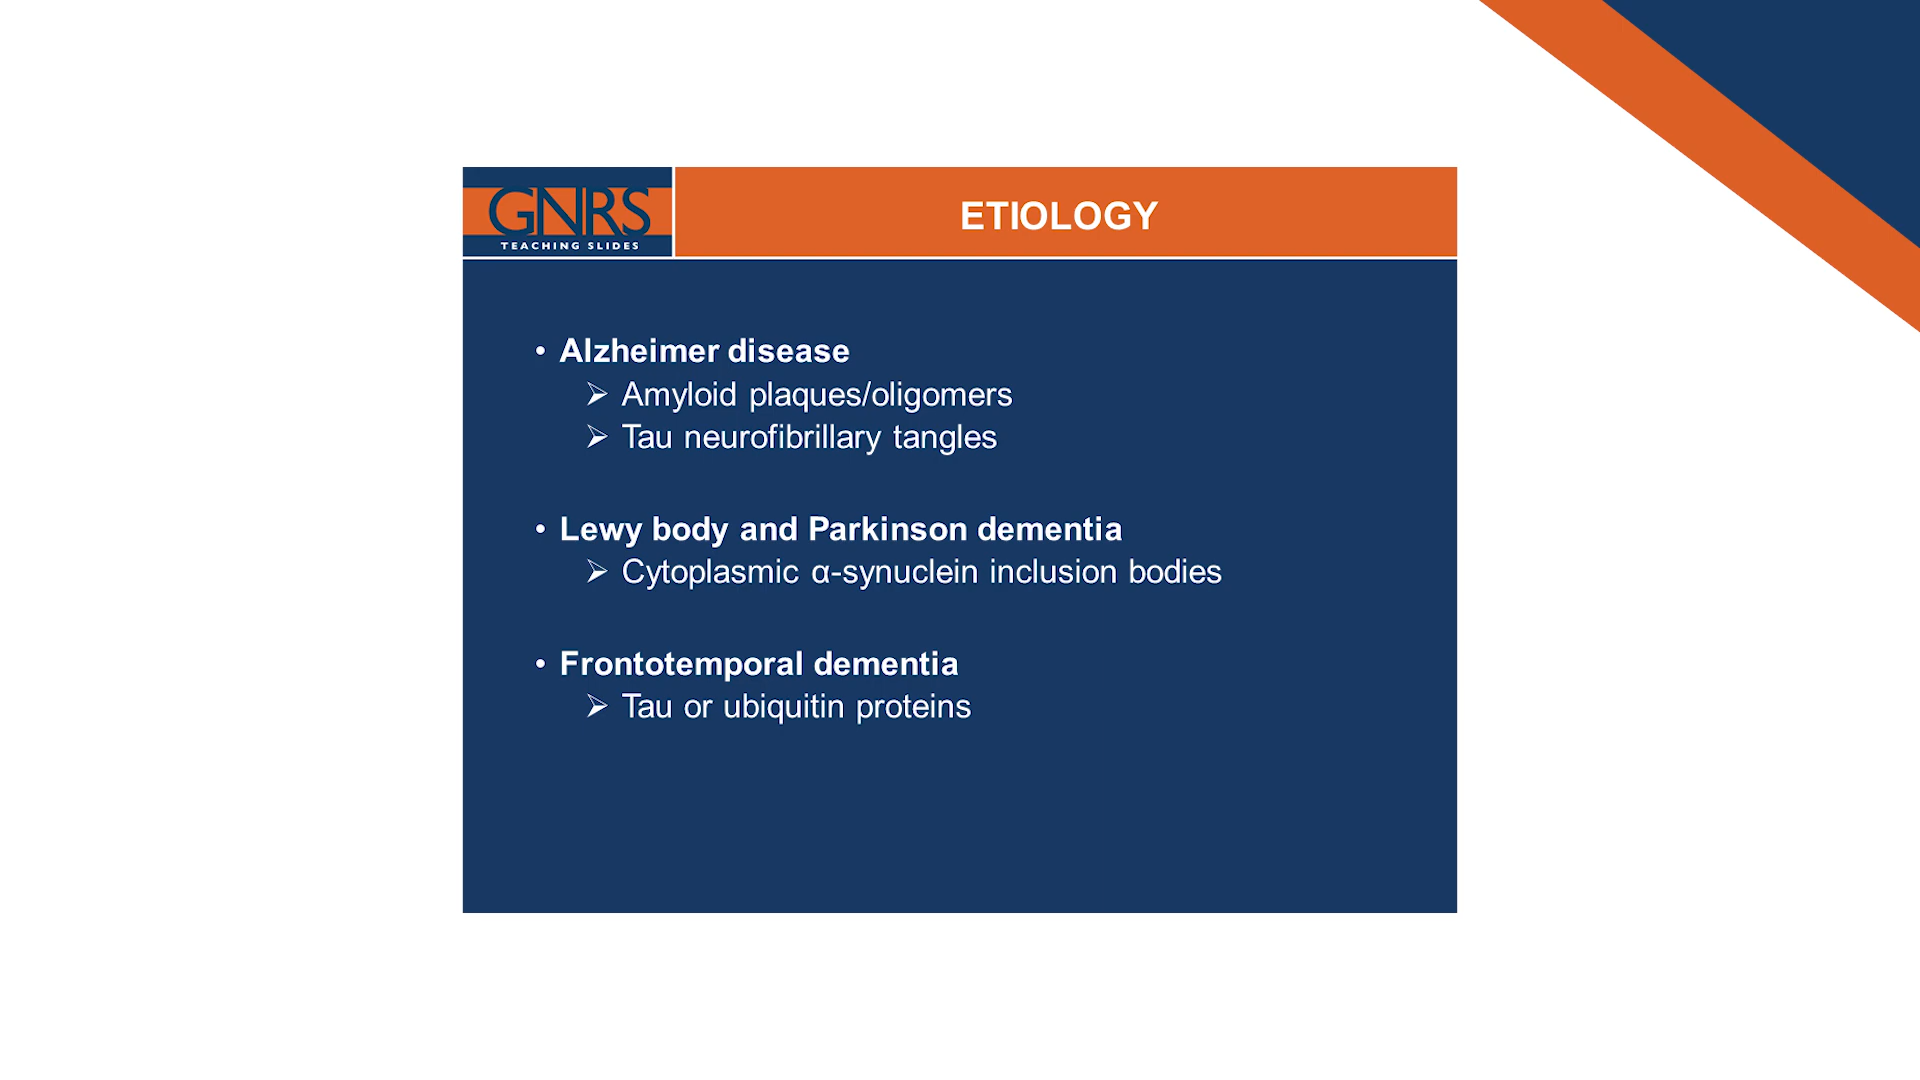 GNRS
TEACHING SLIDES
ETIOLOGY
• Alzheimer disease
➢ Amyloid plaques/oligomers
➢ Tau neurofibrillary tangles
• Lewy body and Parkinson dementia
➢ Cytoplasmic α-synuclein inclusion bodies
• Frontotemporal dementia
➢ Tau or ubiquitin proteins